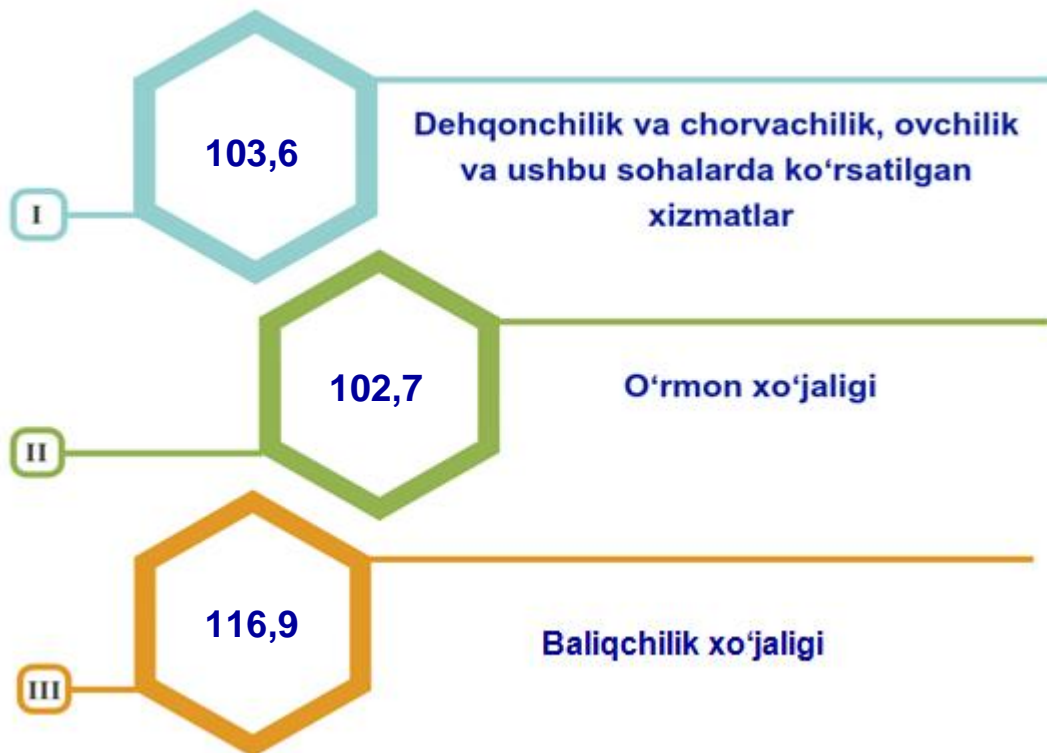 103,6
Dehqonchilik va chorvachilik, ovchilik
va ushbu sohalarda ko‘rsatilgan
xizmatlar
I
102,7
O‘rmon xo‘jaligi
II
116,9
Baliqchilik xo‘jaligi
III